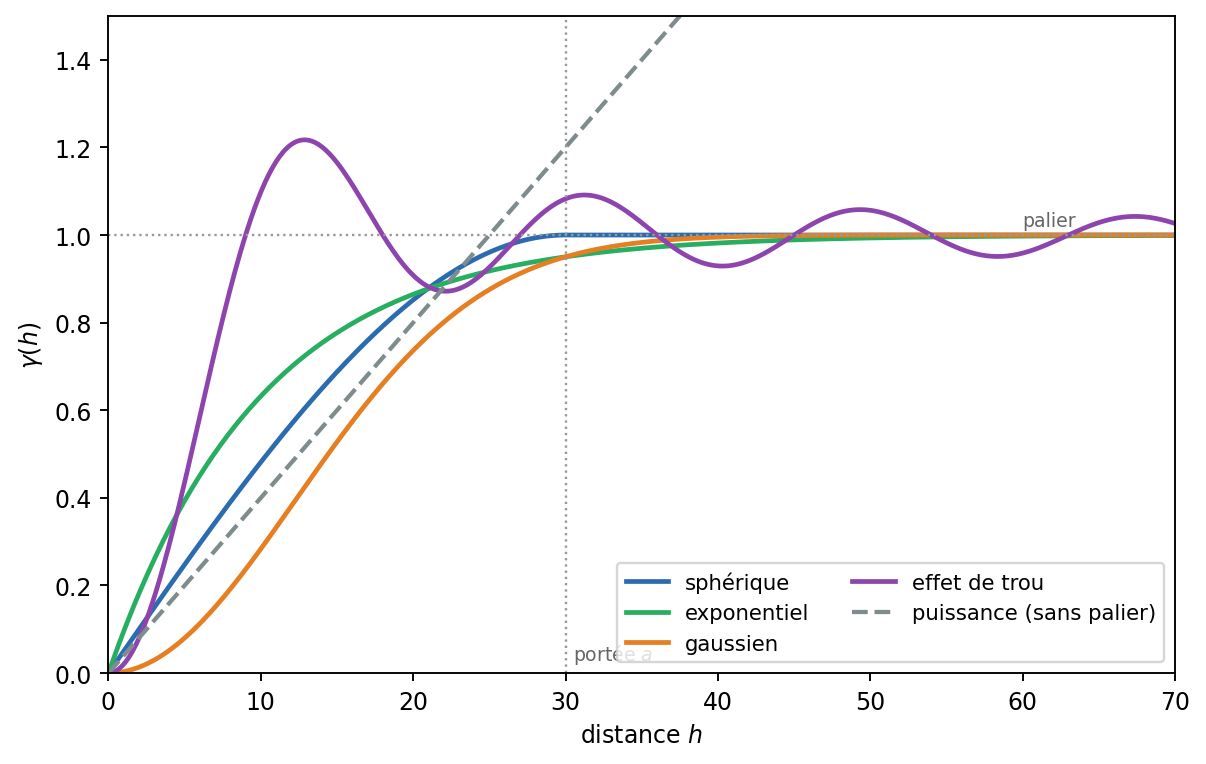 1.4
1.2
1.0
0.8
0.6
0.4
0.2
0.0
γ(h)
palier
sphérique
exponentiel
gaussien
effet de trou
puissance (sans palier)
portée a
0 10 20 30 40 50 60 70
distance h